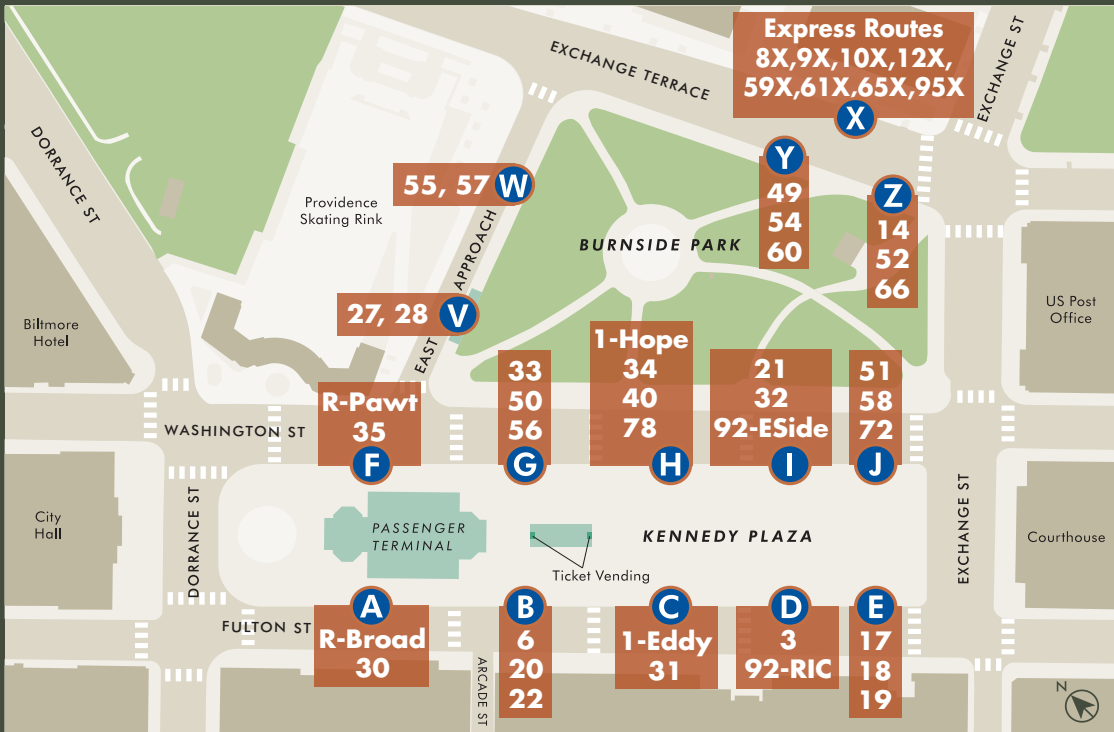 Express Routes
8X,9X,10X,12X,
59X,61X,65X,95X
X
EXCHANGE ST
EXCHANGE TERRACE
DORRANCE ST
Y
49
54
60
Z
14
52
66
55, 57 W
Providence
Skating Rink
EAST APPROACH
BURNSIDE PARK
27, 28 V
Biltmore
Hotel
US Post
Office
R-Pawt
35
F
33
50
56
G
1-Hope
34
40
78
H
21
32
92-ESide
I
51
58
72
J
WASHINGTON ST
City
Hall
DORRANCE ST
PASSENGER
TERMINAL
Ticket Vending
KENNEDY PLAZA
EXCHANGE ST
Courthouse
FULTON ST
A
R-Broad
30
ARCADE ST
B
6
20
22
C
1-Eddy
31
D
3
92-RIC
E
17
18
19
N